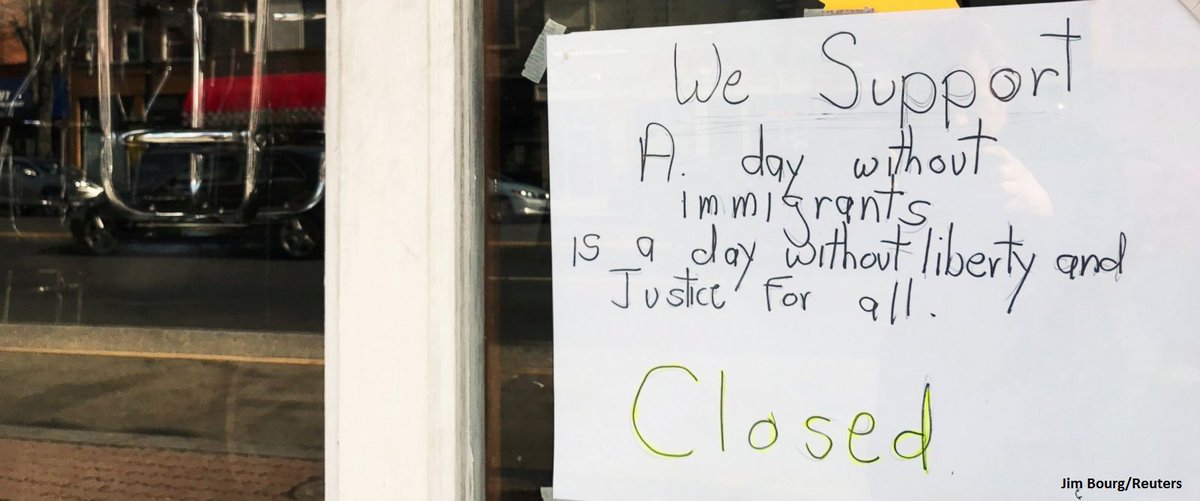 We Support
A. day without
immigrants
is a day without liberty and
Justice For all.
Closed
Jim Bourg/Reuters